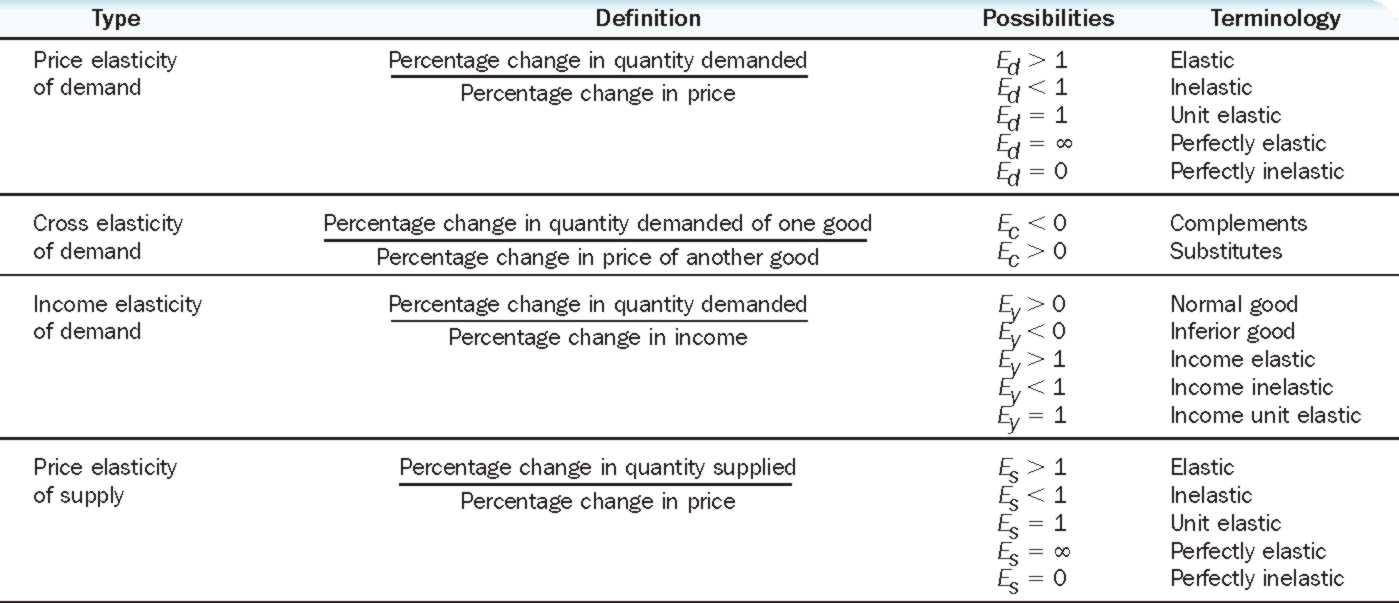 Type Definition Possibilities Terminology
Price elasticity of demand
Percentage change in quantity demanded
Percentage change in price
Ed > 1 Elastic
Ed < 1 Inelastic
Ed = 1 Unit elastic
Ed = ∞ Perfectly elastic
Ed = 0 Perfectly inelastic
Cross elasticity of demand
Percentage change in quantity demanded of one good
Percentage change in price of another good
Ec < 0 Complements
Ec > 0 Substitutes
Income elasticity of demand
Percentage change in quantity demanded
Percentage change in income
Ey > 0 Normal good
Ey < 0 Inferior good
Ey > 1 Income elastic
Ey < 1 Income inelastic
Ey = 1 Income unit elastic
Price elasticity of supply
Percentage change in quantity supplied
Percentage change in price
Es > 1 Elastic
Es < 1 Inelastic
Es = 1 Unit elastic
Es = ∞ Perfectly elastic
Es = 0 Perfectly inelastic